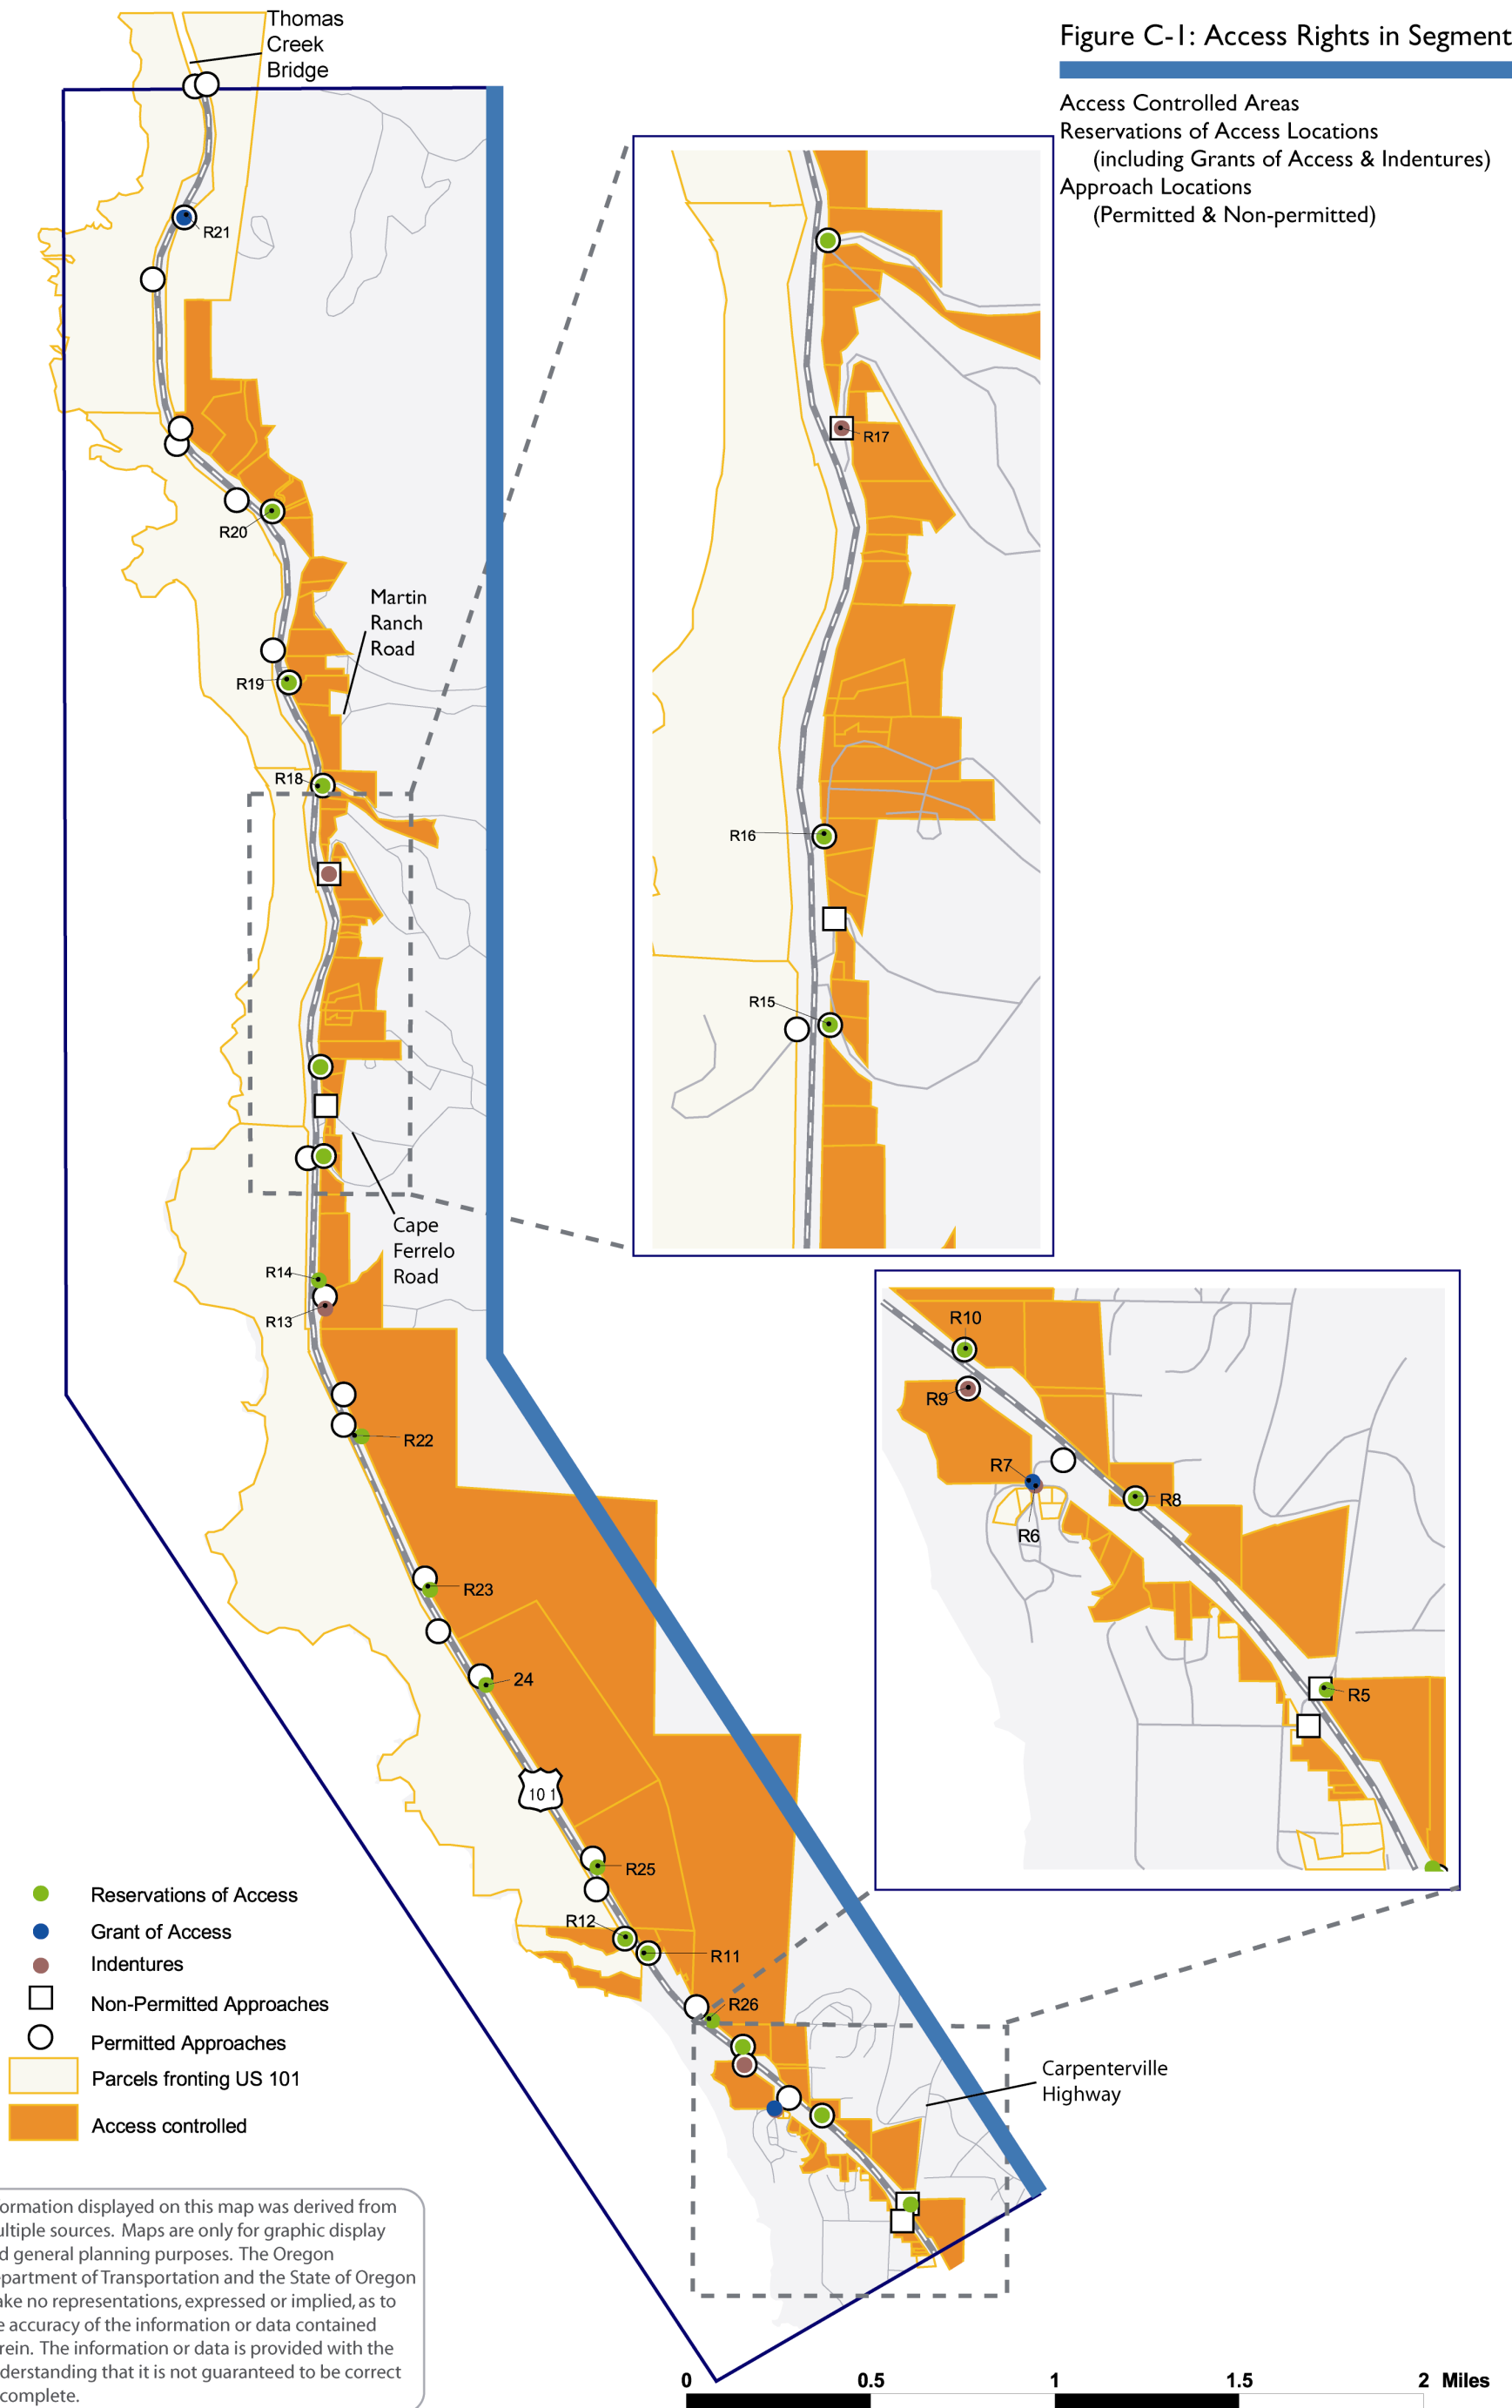 Thomas
Creek
Bridge
Figure C-1: Access Rights in Segment
Access Controlled Areas
Reservations of Access Locations
(including Grants of Access & Indentures)
Approach Locations
(Permitted & Non-permitted)
R21
R20
Martin
Ranch
Road
R19
R18
R17
R16
R15
Cape
Ferrelo
Road
R14
R13
R22
R23
24
101
R25
R12
R11
R26
R10
R9
R7
R8
R6
R5
Carpenterville
Highway
Reservations of Access
Grant of Access
Indentures
Non-Permitted Approaches
Permitted Approaches
Parcels fronting US 101
Access controlled
ormation displayed on this map was derived from
ultiple sources. Maps are only for graphic display
d general planning purposes. The Oregon
partment of Transportation and the State of Oregon
ake no representations, expressed or implied, as to
e accuracy of the information or data contained
rein. The information or data is provided with the
derstanding that it is not guaranteed to be correct
complete.
0 0.5 1 1.5 2 Miles